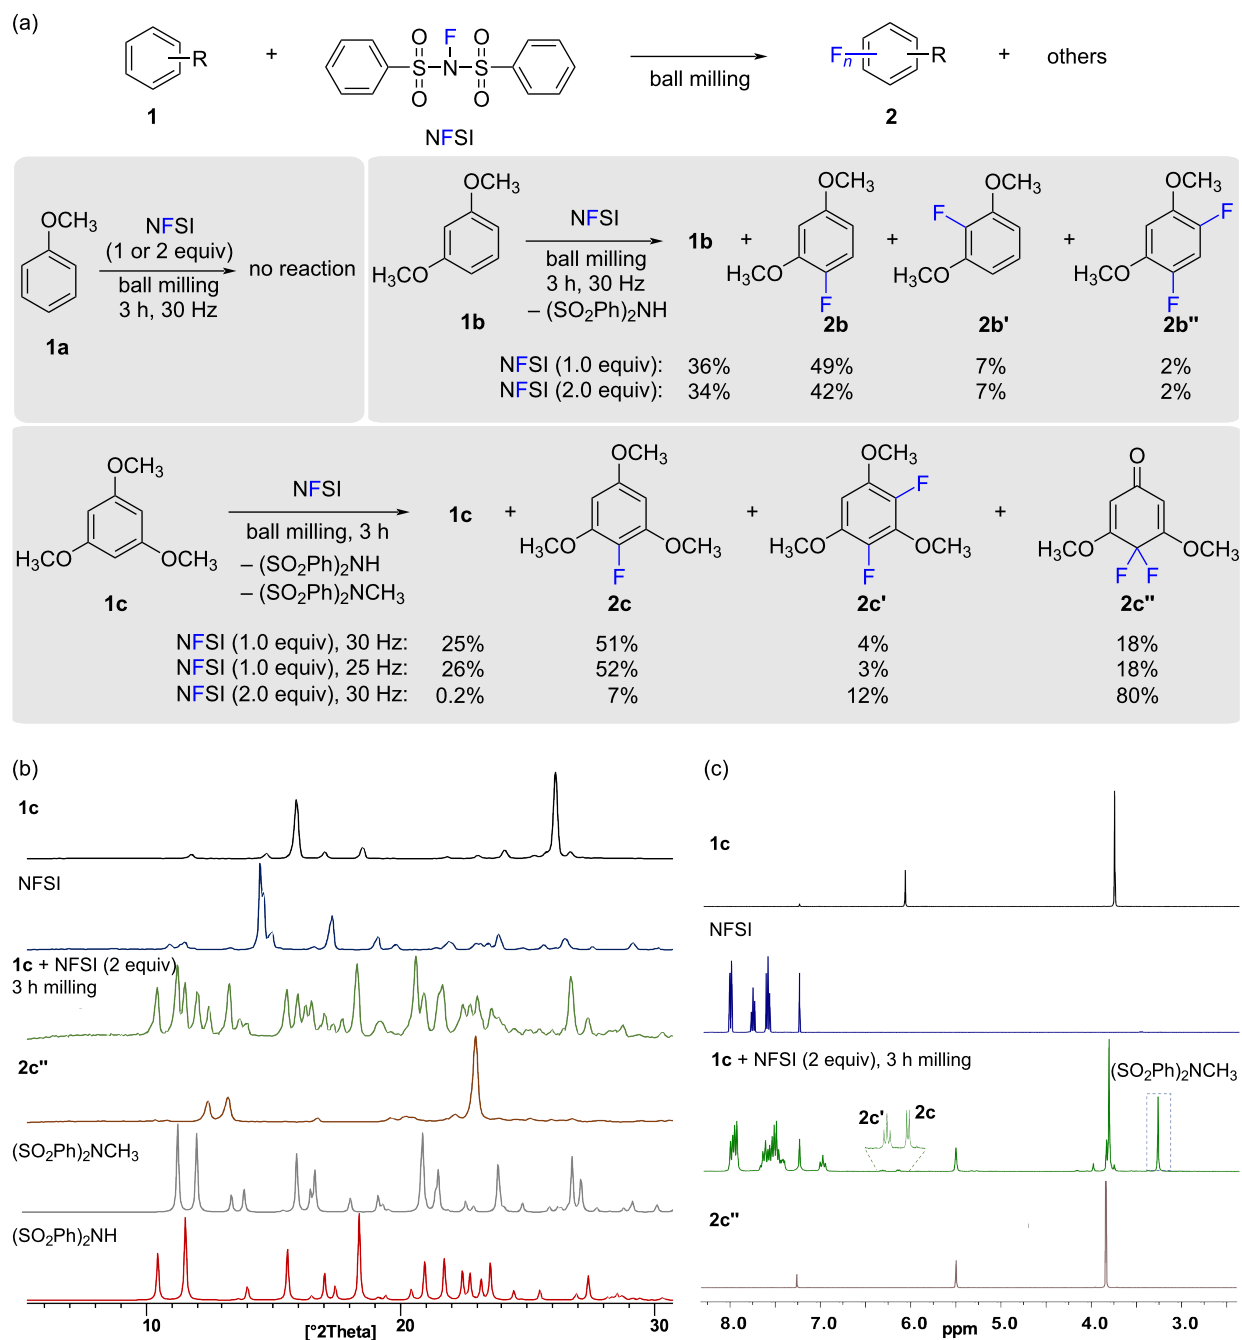 (a)
F
O
O
S
N
S
O
O
R
+
ball milling
Fn
R
+
others
1
NFSI
2
OCH3
NFSI
(1 or 2 equiv)
ball milling
3 h, 30 Hz
no reaction
1a
OCH3
H3CO
1b
NFSI
ball milling
3 h, 30 Hz
– (SO2Ph)2NH
1b
+
OCH3
H3CO
F
2b
+
OCH3
F
OCH3
2b'
+
OCH3
F
H3CO
F
2b"
NFSI (1.0 equiv): 36% 49% 7% 2%
NFSI (2.0 equiv): 34% 42% 7% 2%
OCH3
H3CO
OCH3
1c
NFSI
ball milling, 3 h
– (SO2Ph)2NH
– (SO2Ph)2NCH3
1c
+
OCH3
H3CO
OCH3
F
2c
+
OCH3
F
H3CO
OCH3
F
2c'
+
O
H3CO
OCH3
F F
2c"
NFSI (1.0 equiv), 30 Hz: 25% 51% 4% 18%
NFSI (1.0 equiv), 25 Hz: 26% 52% 3% 18%
NFSI (2.0 equiv), 30 Hz: 0.2% 7% 12% 80%
(b)
1c
NFSI
1c + NFSI (2 equiv)
3 h milling
2c"
(SO2Ph)2NCH3
(SO2Ph)2NH
10 20 30
[°2Theta]
(c)
1c
NFSI
1c + NFSI (2 equiv), 3 h milling
(SO2Ph)2NCH3
2c'
2c
2c"
8.0 7.0 6.0 5.0 4.0 3.0
ppm